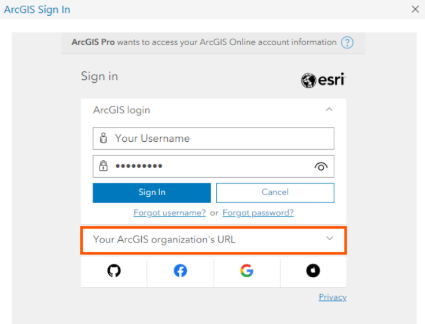 ArcGIS Sign In
ArcGIS Pro wants to access your ArcGIS Online account information ?
Sign in
esri
ArcGIS login
Your Username
•••••••••
Sign In Cancel
Forgot username? or Forgot password?
Your ArcGIS organization's URL
Privacy